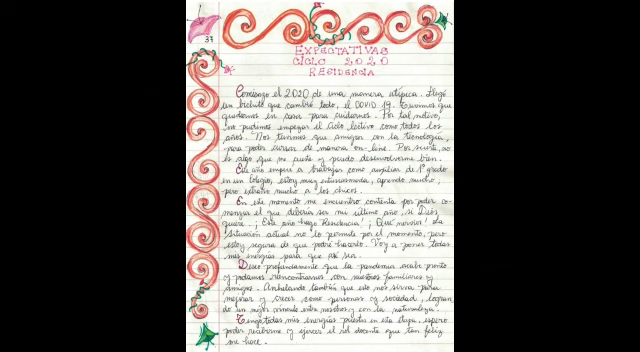 37
EXPECTATIVAS
CICLO 2020
RESIDENCIA
Comienzo el 2020 de una manera atípica. Llegó
un bichito que cambió todo, el COVID 19. Tuvimos que
quedarnos en casa para cuidarnos. Por tal motivo,
no pudimos empezar el ciclo lectivo como todos los
años. Nos tuvimos que amigar con la tecnología,
para poder cursar de manera on-line. Por suerte, no
es algo que me cueste y puedo desenvolverme bien.
Este año empecé a trabajar como auxiliar de 1º grado
en un colegio, estoy muy entusiasmada, aprendo mucho,
pero extraño mucho a los chicos.
En este momento me encuentro contenta por poder co-
menzar el que debería ser mi último año, si Dios
quiere. ¡Este año hago Residencia! ¡Qué nervios! La
situación actual no lo permite por el momento, pero
estoy segura de que podré hacerlo. Voy a poner todas
mis energías para que así sea.
Deseo profundamente que la pandemia acabe pronto
y podamos reencontrarnos con nuestros familiares y
amigos. Anhelando también que esto nos sirva para
mejorar y crecer como personas y sociedad, logran-
do un mejor vínculo entre nosotros y con la naturaleza.
Tengo todas mis energías puestas en esta etapa, espero
poder recibirme y ejercer el rol docente que tan feliz
me hace.